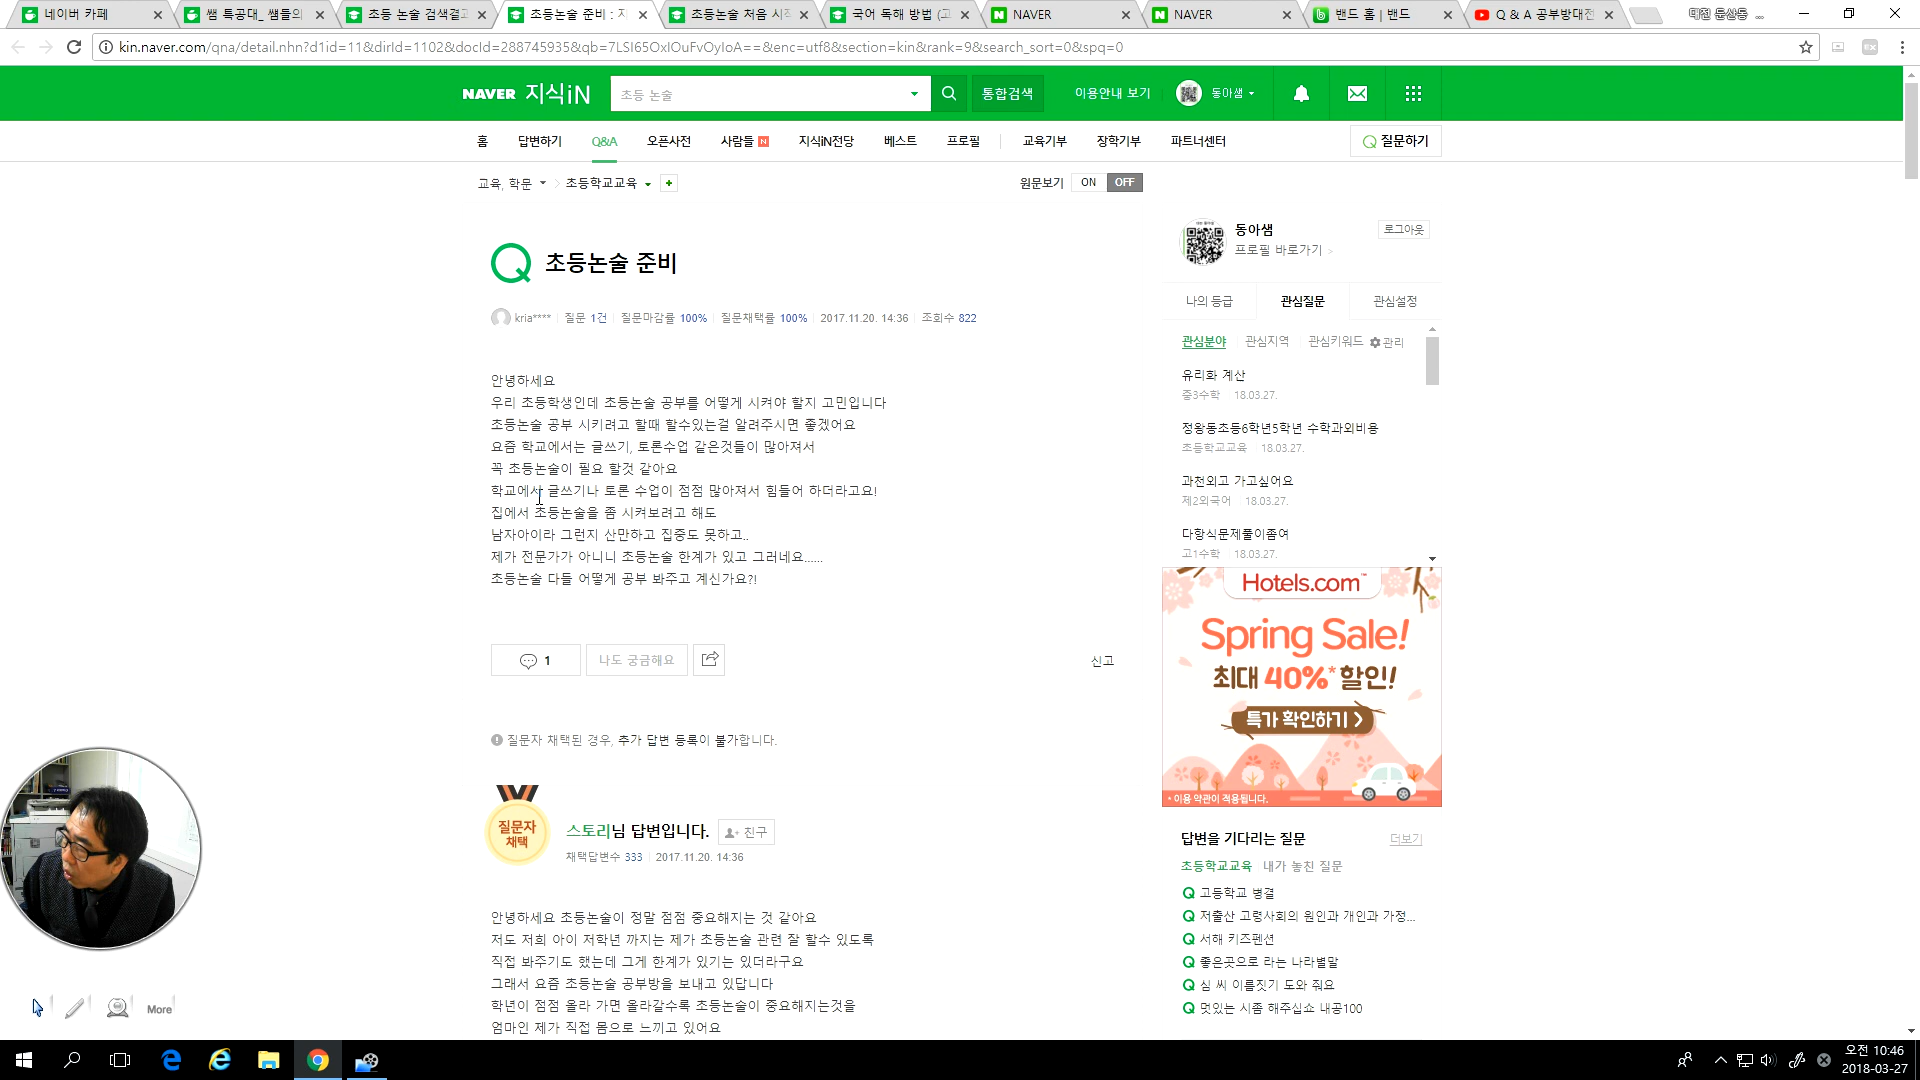 네이버 카페
쌤 특공대_ 쌤들의
초등 논술 검색결과
초등논술 준비 : 지
초등논술 처음 시작
국어 독해 방법 (고
NAVER
NAVER
밴드 홈 | 밴드
Q & A 공부방대전
대전 둔산동 ...
kin.naver.com/qna/detail.nhn?d1id=11&dirId=1102&docId=288745935&qb=7LSI65OxIOuFvOyIoA==&enc=utf8&section=kin&rank=9&search_sort=0&spq=0
NAVER 지식iN
초등 논술
통합검색
이용안내 보기
동아샘
홈 답변하기 Q&A 오픈사전 사람들 N 지식iN전당 베스트 프로필 교육기부 장학기부 파트너센터
질문하기
교육, 학문 > 초등학교교육 +
원문보기 ON OFF
초등논술 준비
kria**** 질문 1건 질문마감률 100% 질문채택률 100% 2017.11.20. 14:36 조회수 822
안녕하세요
우리 초등학생인데 초등논술 공부를 어떻게 시켜야 할지 고민입니다
초등논술 공부 시키려고 할때 할수있는걸 알려주시면 좋겠어요
요즘 학교에서는 글쓰기, 토론수업 같은것들이 많아져서
꼭 초등논술이 필요 할것 같아요
학교에서 글쓰기나 토론 수업이 점점 많아져서 힘들어 하더라고요!
집에서 초등논술을 좀 시켜보려고 해도
남자아이라 그런지 산만하고 집중도 못하고..
제가 전문가가 아니니 초등논술 한계가 있고 그러네요......
초등논술 다들 어떻게 공부 봐주고 계신가요?!
1
나도 궁금해요
신고
질문자 채택된 경우, 추가 답변 등록이 불가합니다.
질문자
채택
스토리님 답변입니다.
친구
채택답변수 333 2017.11.20. 14:36
안녕하세요 초등논술이 정말 점점 중요해지는 것 같아요
저도 저희 아이 저학년 까지는 제가 초등논술 관련 잘 할수 있도록
직접 봐주기도 했는데 그게 한계가 있기는 있더라구요
그래서 요즘 초등논술 공부방을 보내고 있답니다
학년이 점점 올라 가면 올라갈수록 초등논술이 중요해지는것을
엄마인 제가 직접 몸으로 느끼고 있어요
동아샘
로그아웃
프로필 바로가기 >
나의 등급 관심질문 관심설정
관심분야 관심지역 관심키워드 관리
유리화 계산
중3수학 18.03.27.
정왕동초등6학년5학년 수학과외비용
초등학교교육 18.03.27.
과천외고 가고싶어요
제2외국어 18.03.27.
다항식문제풀이좀여
고1수학 18.03.27.
Hotels.com™
Spring Sale!
최대 40%* 할인!
특가 확인하기 >
* 이용 약관이 적용됩니다.
답변을 기다리는 질문
더보기
초등학교교육 내가 놓친 질문
고등학교 병결
저출산 고령사회의 원인과 개인과 가정...
서해 키즈펜션
좋은곳으로 라는 나라별말
심 씨 이름짓기 도와 줘요
멋있는 시좀 해주십쇼 내공100
More
오전 10:46
2018-03-27